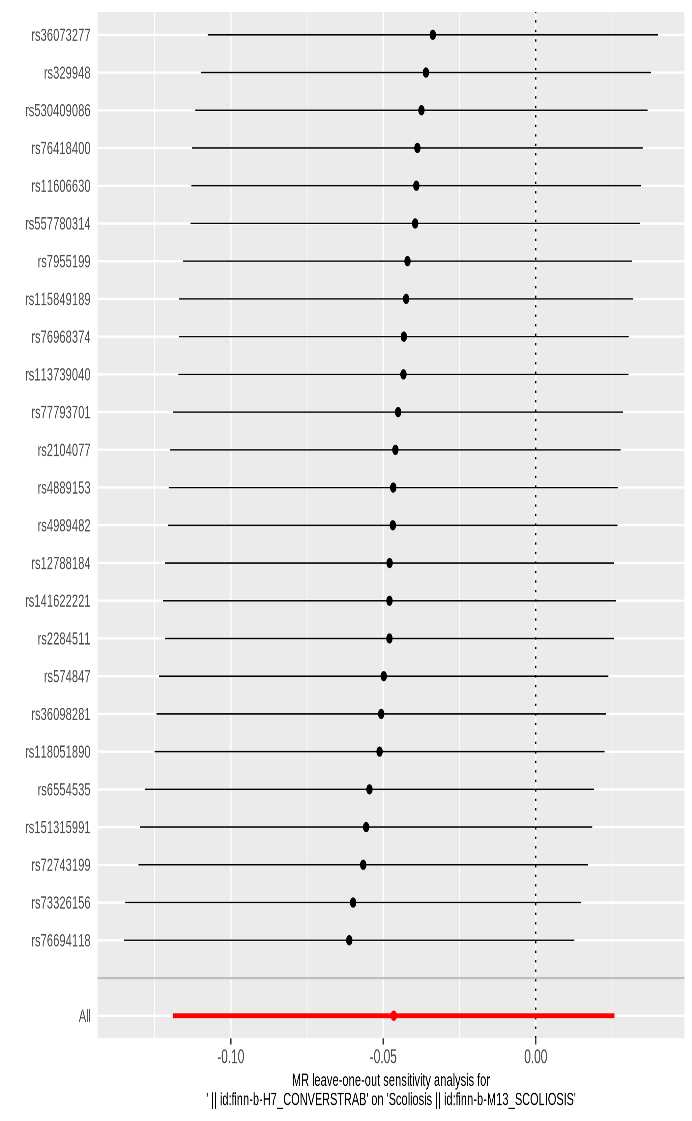 rs36073277
rs329948
rs530409086
rs76418400
rs11606630
rs557780314
rs7955199
rs115849189
rs76968374
rs113739040
rs77793701
rs2104077
rs4889153
rs4989482
rs12788184
rs141622221
rs2284511
rs574847
rs36098281
rs118051890
rs6554535
rs151315991
rs72743199
rs73326156
rs76694118
All
-0.10 -0.05 0.00
MR leave-one-out sensitivity analysis for
' || id:finn-b-H7_CONVERSTRAB' on 'Scoliosis || id:finn-b-M13_SCOLIOSIS'